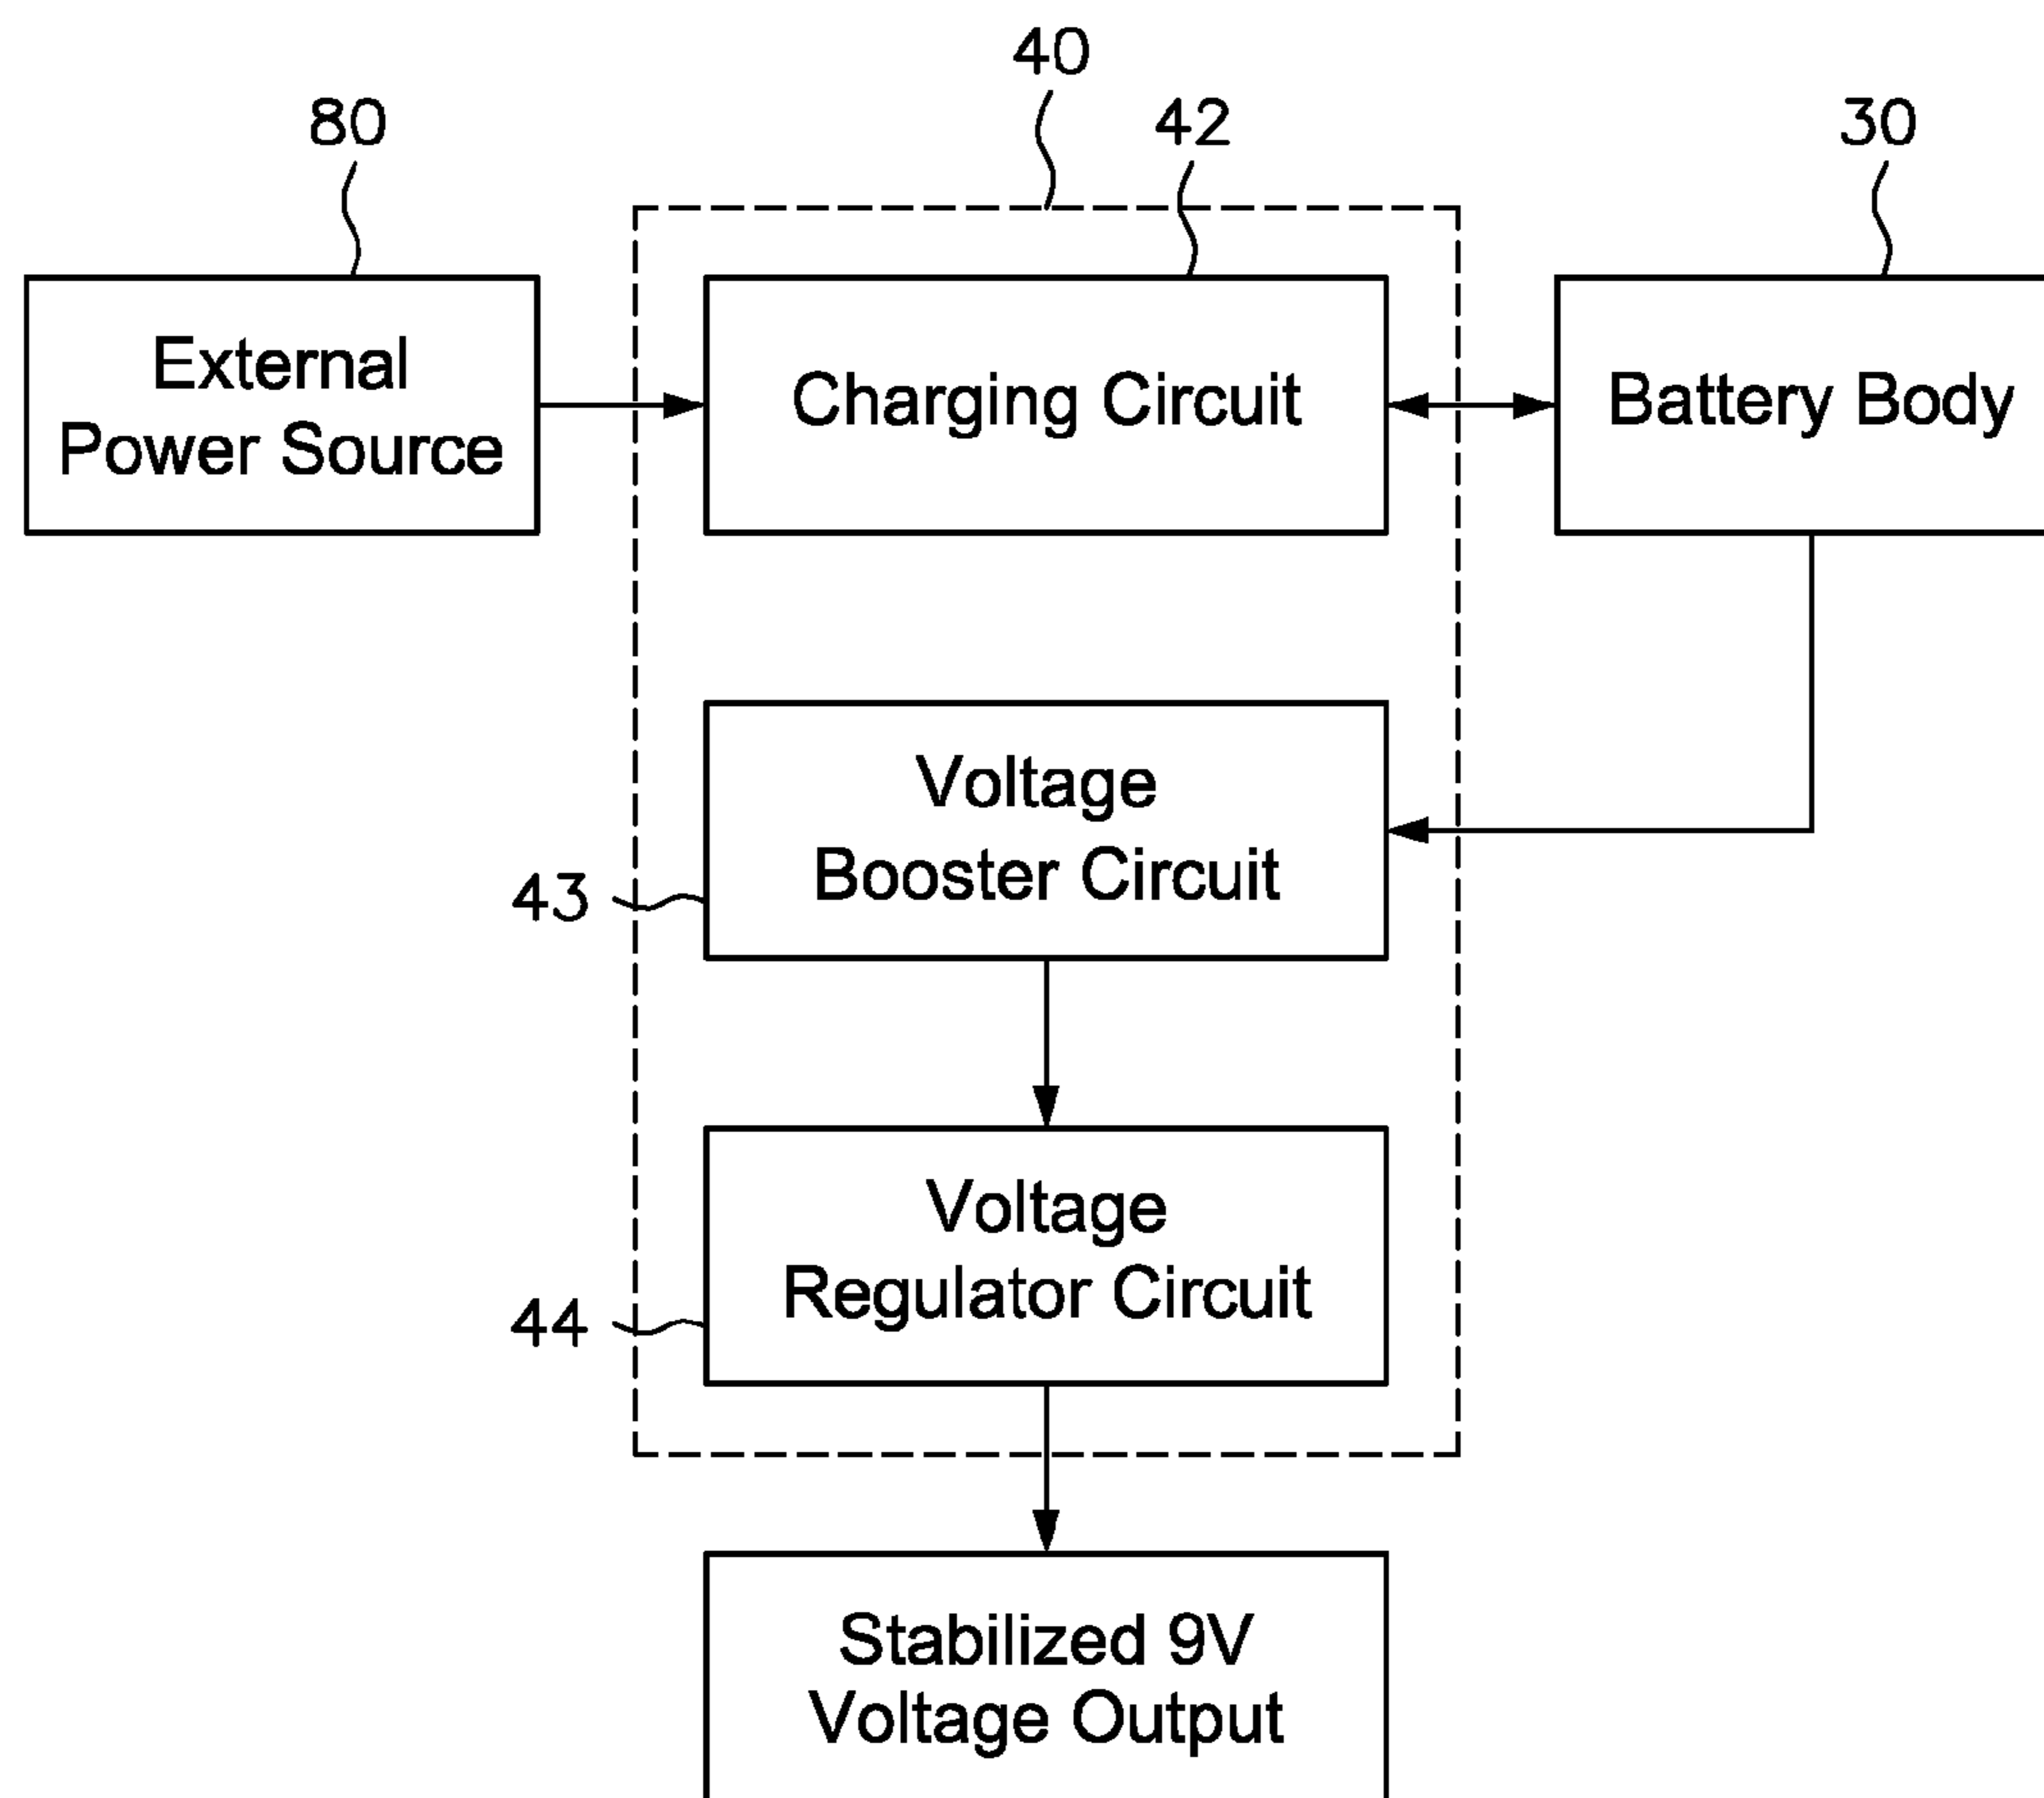 40
80
42
30
External
Power Source
Charging Circuit
Battery Body
Voltage
Booster Circuit
43
Voltage
Regulator Circuit
44
Stabilized 9V
Voltage Output